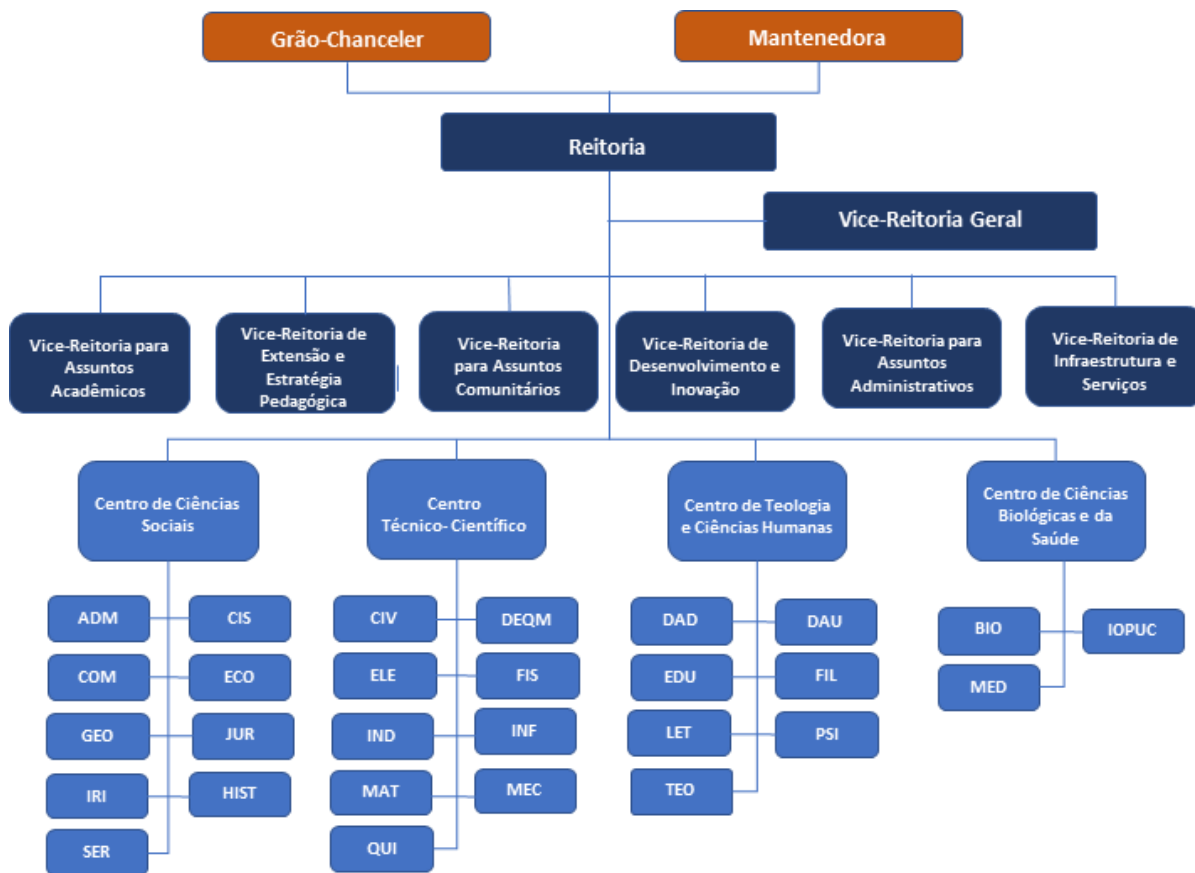 Grão-Chanceler
Mantenedora
Reitoria
Vice-Reitoria Geral
Vice-Reitoria para
Assuntos
Acadêmicos
Vice-Reitoria de
Extensão e
Estratégia
Pedagógica
Vice-Reitoria
para Assuntos
Comunitários
Vice-Reitoria de
Desenvolvimento e
Inovação
Vice-Reitoria para
Assuntos
Administrativos
Vice-Reitoria de
Infraestrutura e
Serviços
Centro de Ciências
Sociais
Centro
Técnico- Científico
Centro de Teologia
e Ciências Humanas
Centro de Ciências
Biológicas e da
Saúde
ADM
CIS
COM
ECO
GEO
JUR
IRI
HIST
SER
CIV
DEQM
ELE
FIS
IND
INF
MAT
MEC
QUI
DAD
DAU
EDU
FIL
LET
PSI
TEO
BIO
IOPUC
MED